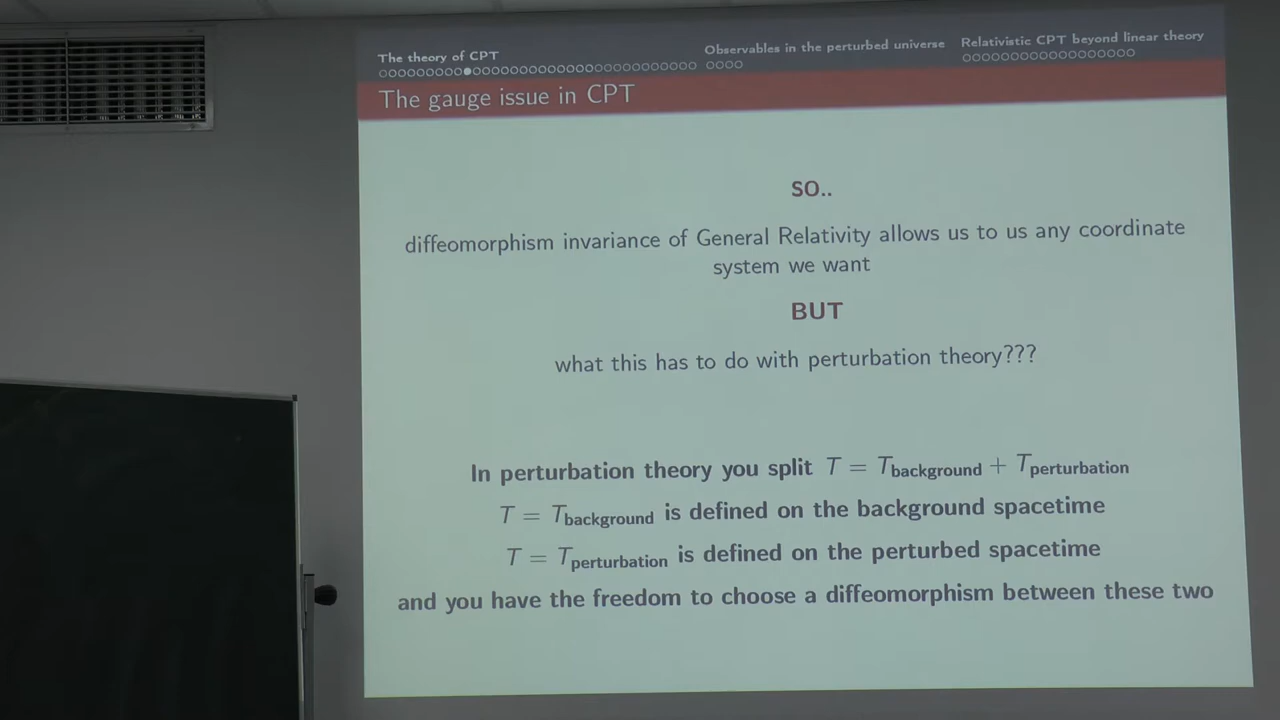 The theory of CPT
Observables in the perturbed universe
Relativistic CPT beyond linear theory
The gauge issue in CPT
SO..
diffeomorphism invariance of General Relativity allows us to us any coordinate
system we want
BUT
what this has to do with perturbation theory???
In perturbation theory you split T = Tbackground + Tperturbation
T = Tbackground is defined on the background spacetime
T = Tperturbation is defined on the perturbed spacetime
and you have the freedom to choose a diffeomorphism between these two